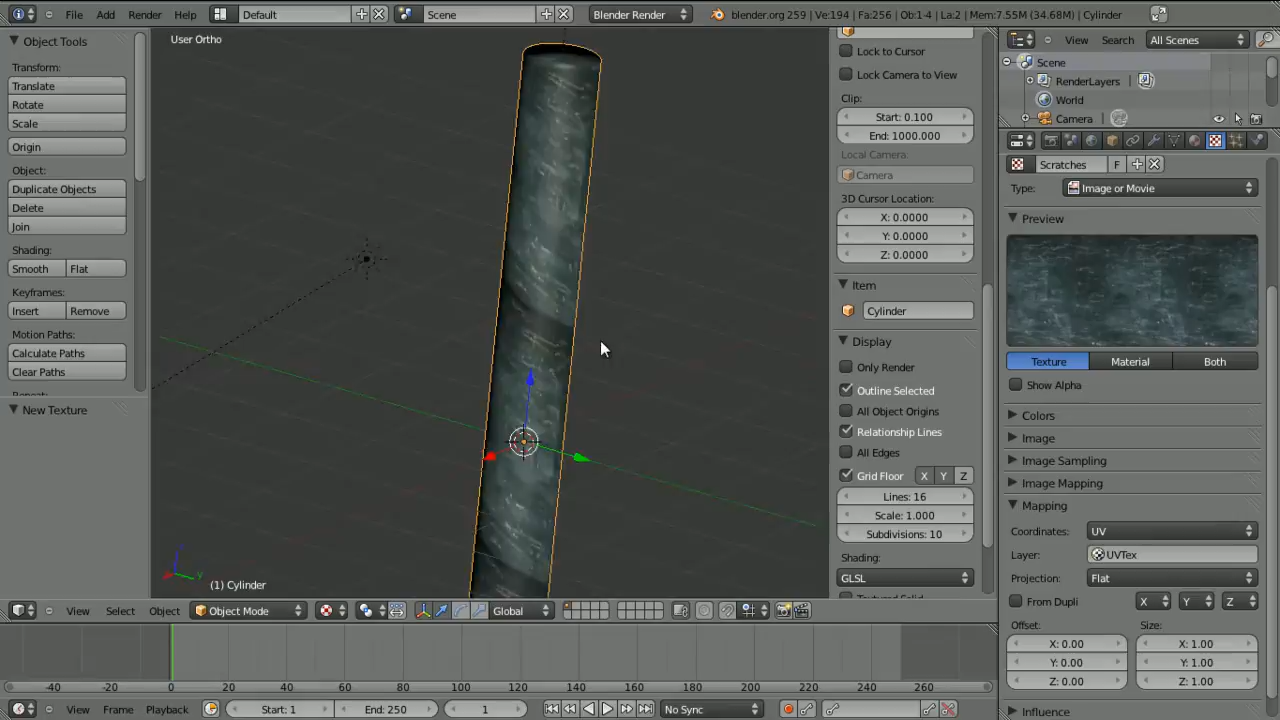 File Add Render Help Default Scene Blender Render blender.org 259 | Ve:194 | Fa:256 | Ob:1-4 | La:2 | Mem:7.55M (34.68M) | Cylinder
Object Tools
Transform:
Translate
Rotate
Scale
Origin
Object:
Duplicate Objects
Delete
Join
Shading:
Smooth Flat
Keyframes:
Insert Remove
Motion Paths:
Calculate Paths
Clear Paths
New Texture
User Ortho
(1) Cylinder
Lock to Cursor
Lock Camera to View
Clip:
Start: 0.100
End: 1000.000
Local Camera:
Camera
3D Cursor Location:
X: 0.0000
Y: 0.0000
Z: 0.0000
Item
Cylinder
Display
Only Render
Outline Selected
All Object Origins
Relationship Lines
All Edges
Grid Floor X Y Z
Lines: 16
Scale: 1.000
Subdivisions: 10
Shading:
GLSL
Textured Solid
View Search All Scenes
Scene
RenderLayers |
World
Camera |
Scratches F
Type: Image or Movie
Preview
Texture Material Both
Show Alpha
Colors
Image
Image Sampling
Image Mapping
Mapping
Coordinates: UV
Layer: UVTex
Projection: Flat
From Dupli X Y Z
Offset: Size:
X: 0.00 X: 1.00
Y: 0.00 Y: 1.00
Z: 0.00 Z: 1.00
Influence
View Select Object Object Mode Global
-40 -20 0 20 40 60 80 100 120 140 160 180 200 220 240 260
View Frame Playback Start: 1 End: 250 1 No Sync